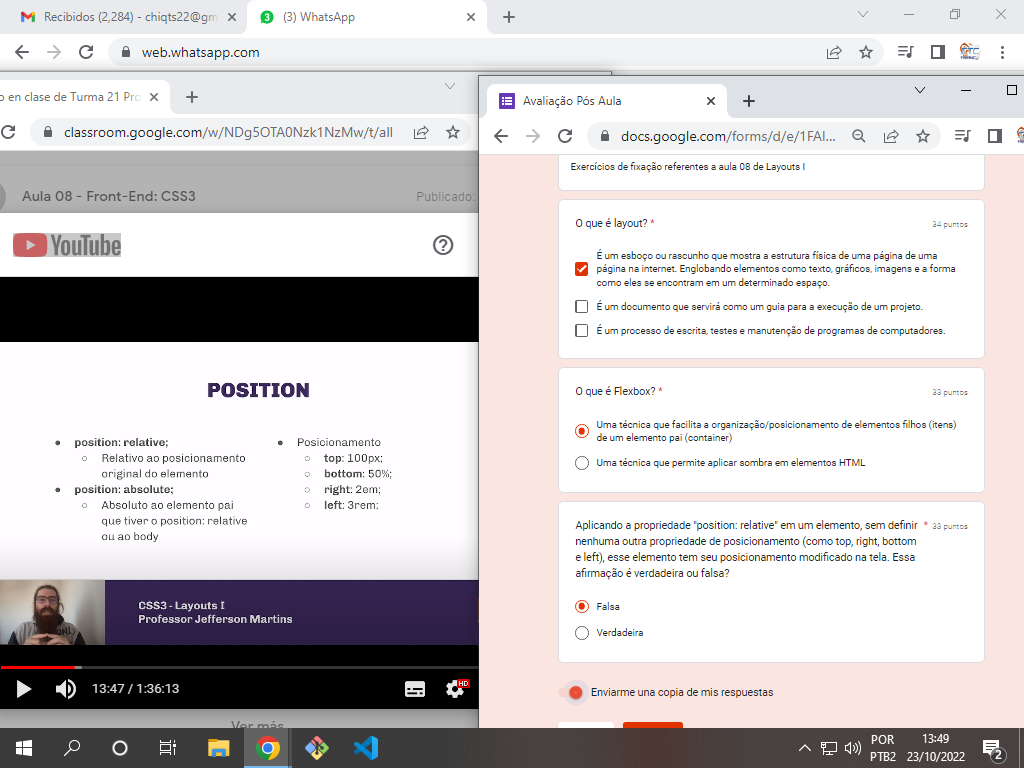 Recibidos (2,284) - chiqts22@gm
(3) WhatsApp
web.whatsapp.com
o en clase de Turma 21 Pro
classroom.google.com/w/NDg5OTA0Nzk1NzMw/t/all
Aula 08 - Front-End: CSS3
Publicado:
YouTube
POSITION
position: relative;
Relativo ao posicionamento
original do elemento
position: absolute;
Absoluto ao elemento pai
que tiver o position: relative
ou ao body
Posicionamento
top: 100px;
bottom: 50%;
right: 2em;
left: 3rem;
CSS3 - Layouts I
Professor Jefferson Martins
13:47 / 1:36:13
HD
Ver más
Avaliação Pós Aula
docs.google.com/forms/d/e/1FAI...
Exercícios de fixação referentes a aula 08 de Layouts I
O que é layout? *
34 puntos
É um esboço ou rascunho que mostra a estrutura física de uma página de uma
página na internet. Englobando elementos como texto, gráficos, imagens e a forma
como eles se encontram em um determinado espaço.
É um documento que servirá como um guia para a execução de um projeto.
É um processo de escrita, testes e manutenção de programas de computadores.
O que é Flexbox? *
33 puntos
Uma técnica que facilita a organização/posicionamento de elementos filhos (itens)
de um elemento pai (container)
Uma técnica que permite aplicar sombra em elementos HTML
Aplicando a propriedade "position: relative" em um elemento, sem definir * 33 puntos
nenhuma outra propriedade de posicionamento (como top, right, bottom
e left), esse elemento tem seu posicionamento modificado na tela. Essa
afirmação é verdadeira ou falsa?
Falsa
Verdadeira
Enviarme una copia de mis respuestas
POR
PTB2
13:49
23/10/2022
2